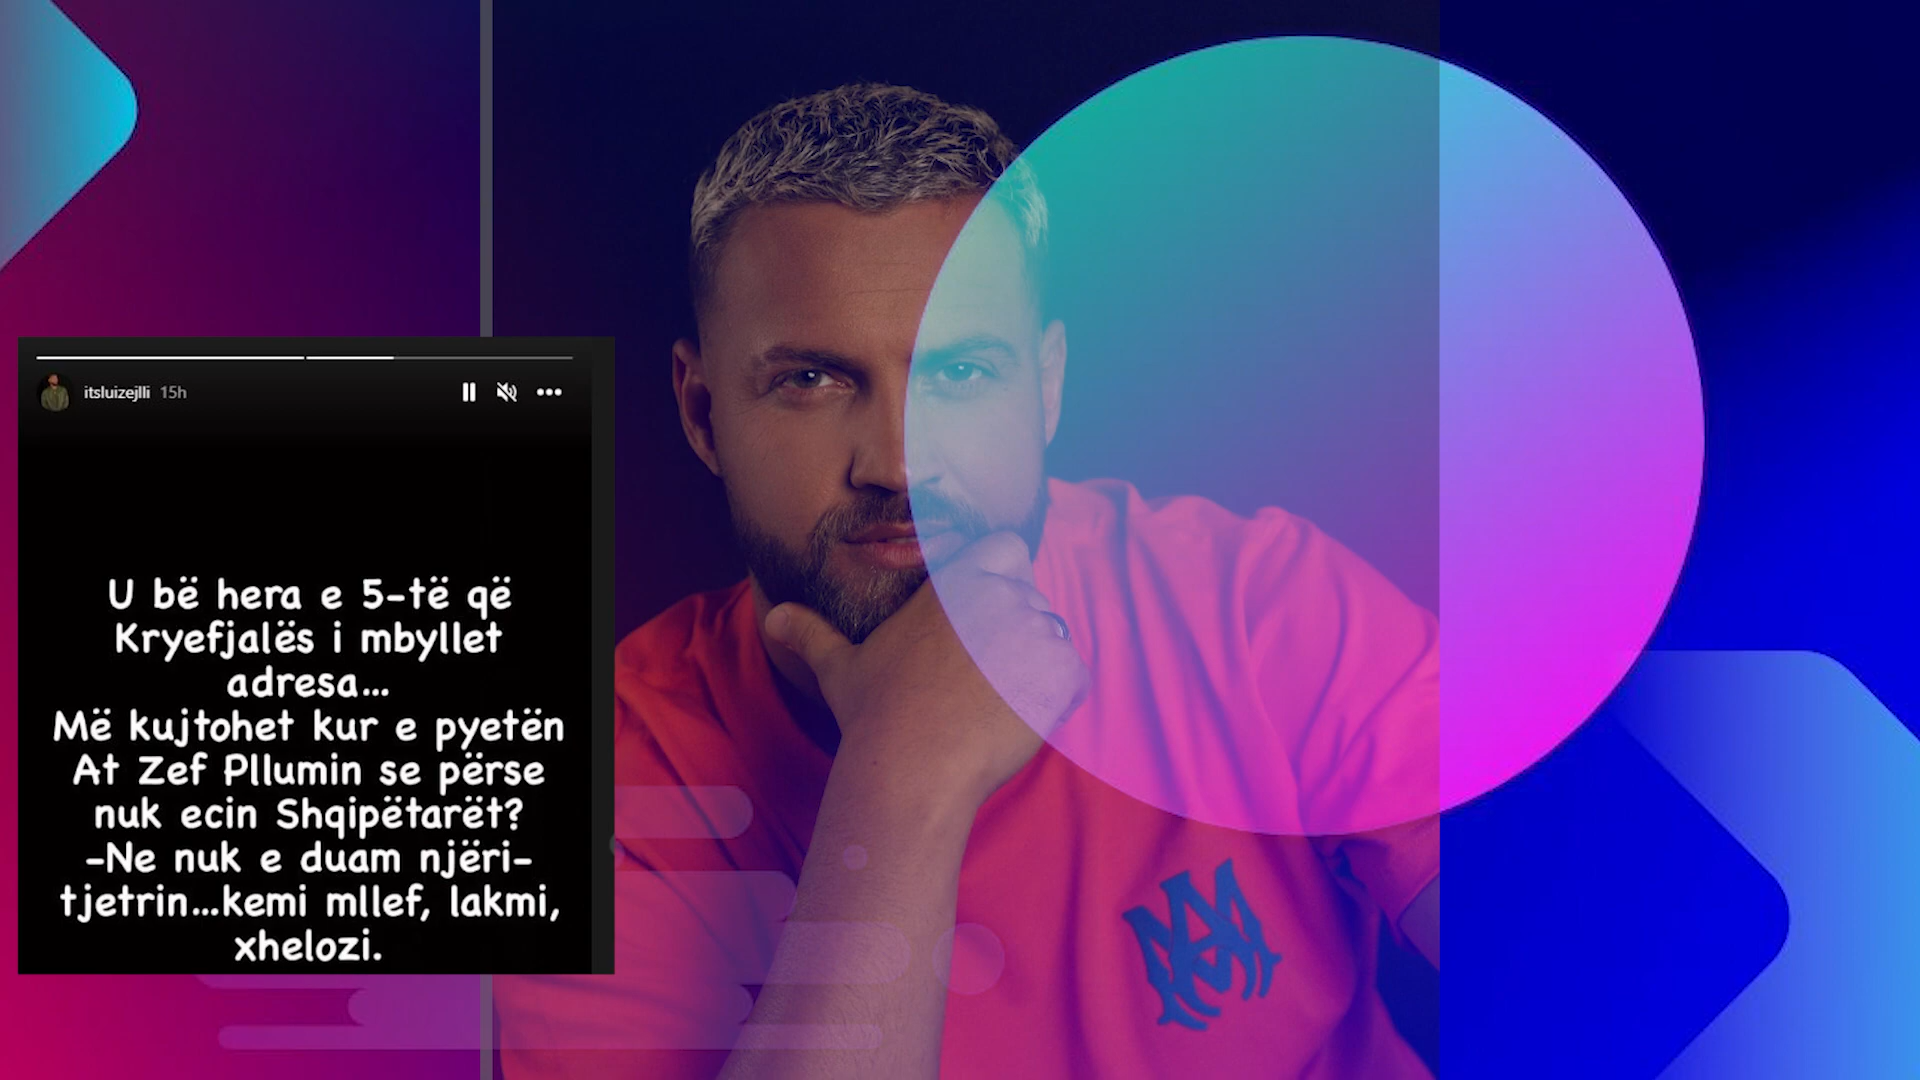 itsluizejlli 15h
U bë hera e 5-të që
Kryefjalës i mbyllet
adresa...
Më kujtohet kur e pyetën
At Zef Pllumin se përse
nuk ecin Shqipëtarët?
-Ne nuk e duam njëri-
tjetrin...kemi mllef, lakmi,
xhelozi.